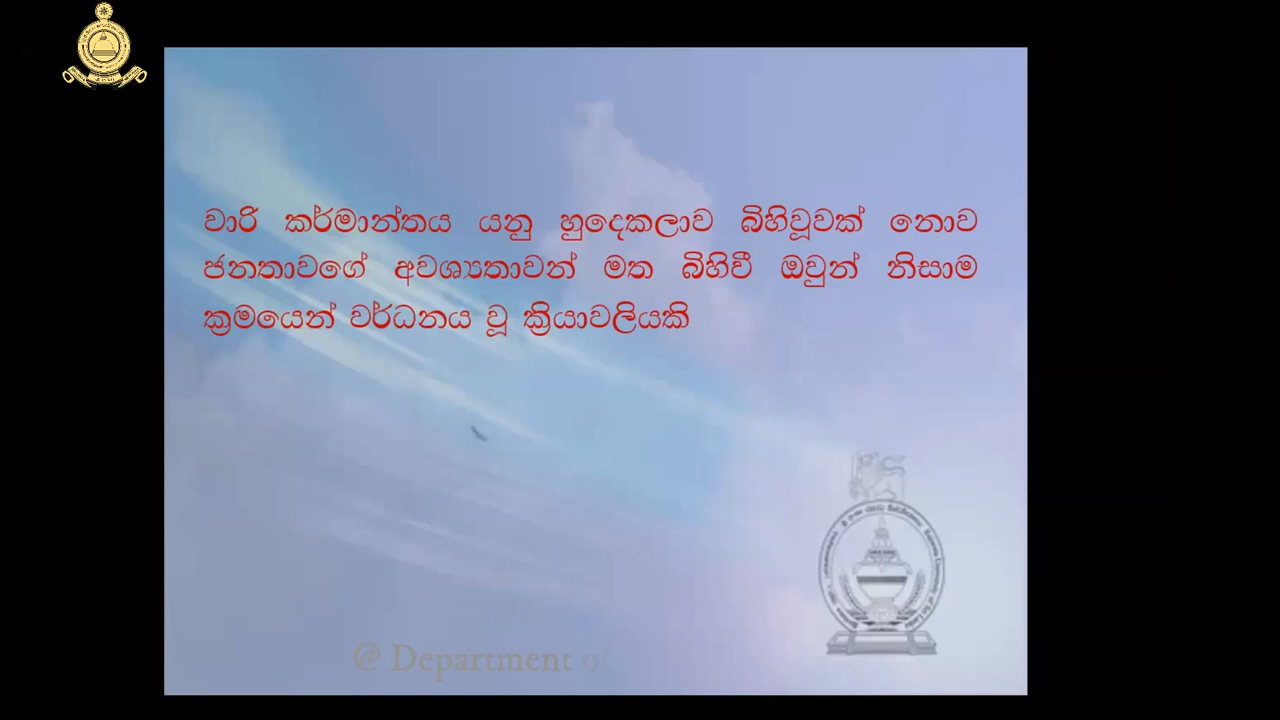 වාරි කර්මාන්තය යනු හුදෙකලාව බිහිවූවක් නොව
ජනතාවගේ අවශ්‍යතාවන් මත බිහිවී ඔවුන් නිසාම
ක්‍රමයෙන් වර්ධනය වූ ක්‍රියාවලියකි
@ Department of